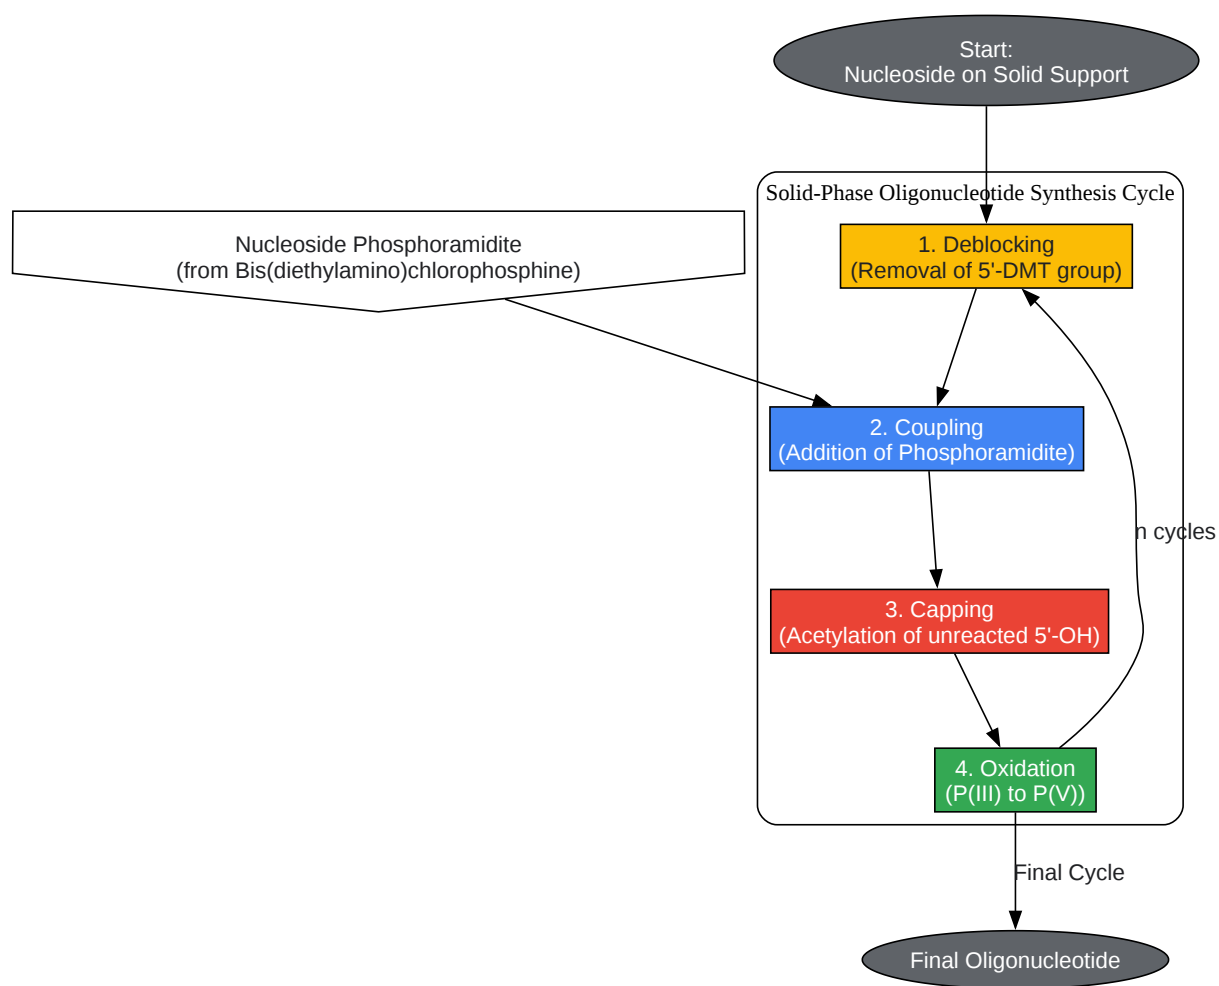 Start:
Nucleoside on Solid Support
Solid-Phase Oligonucleotide Synthesis Cycle
Nucleoside Phosphoramidite
(from Bis(diethylamino)chlorophosphine)
1. Deblocking
(Removal of 5'-DMT group)
2. Coupling
(Addition of Phosphoramidite)
n cycles
3. Capping
(Acetylation of unreacted 5'-OH)
4. Oxidation
(P(III) to P(V))
Final Cycle
Final Oligonucleotide